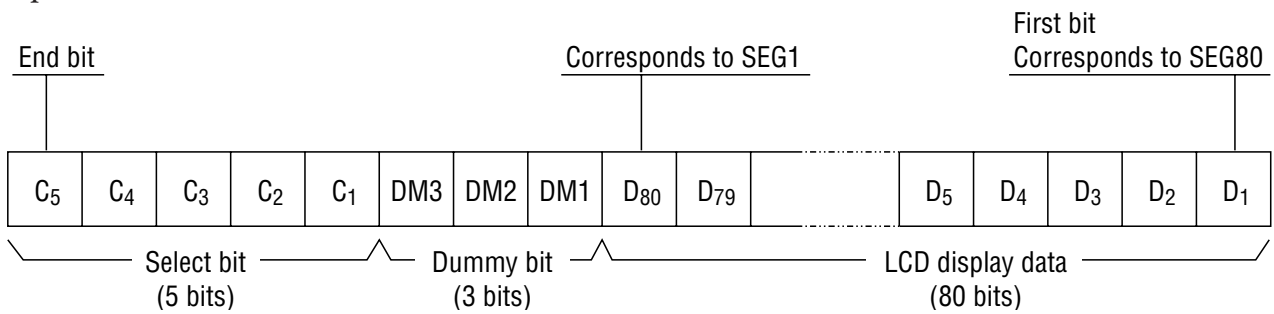 First bit
End bit Corresponds to SEG1 Corresponds to SEG80
C5 C4 C3 C2 C1 DM3 DM2 DM1 D80 D79 D5 D4 D3 D2 D1
Select bit Dummy bit LCD display data
(5 bits) (3 bits) (80 bits)